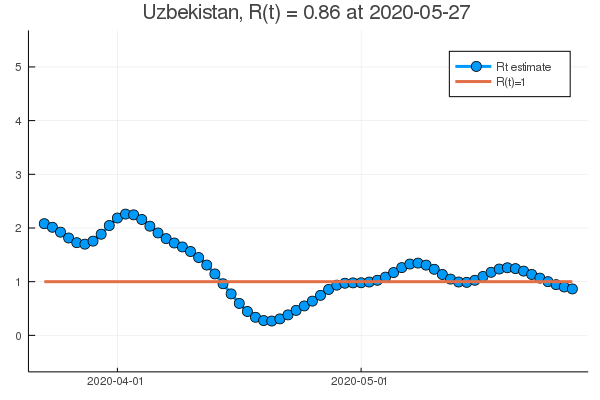 Uzbekistan, R(t) = 0.86 at 2020-05-27
Rt estimate
R(t)=1
5
4
3
2
1
0
2020-04-01
2020-05-01